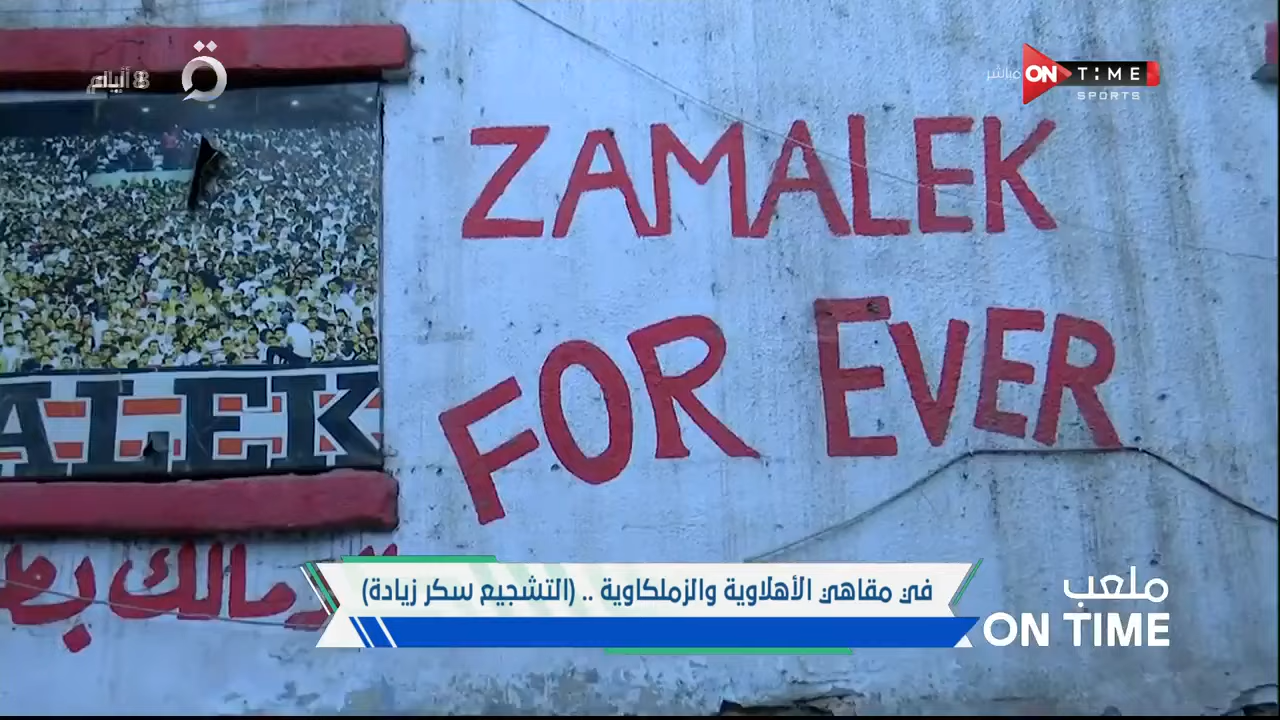 8 أيام
مباشر ON TIME
SPORTS
ZAMALEK
FOR EVER
ALEK
في مقاهي الأهلاوية والزملكاوية .. (التشجيع سكر زيادة)
ملعب
ON TIME